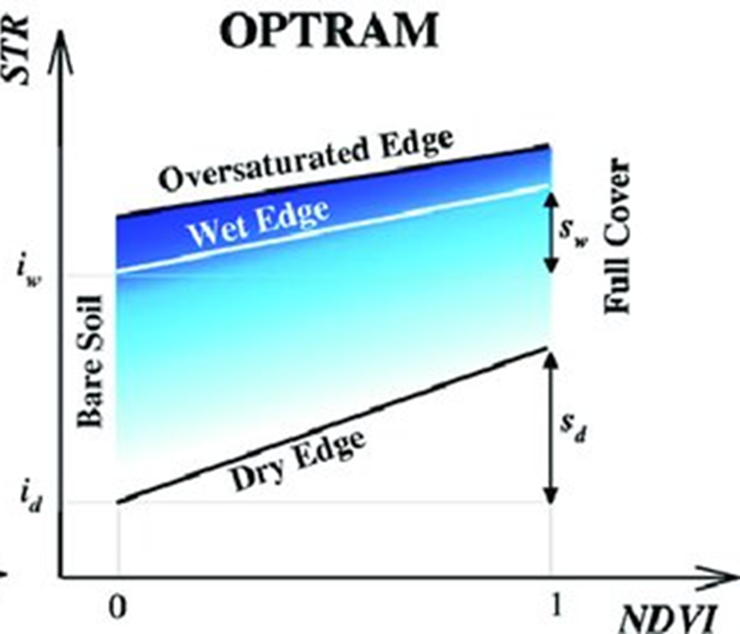 OPTRAM
STR
Oversaturated Edge
Wet Edge
Dry Edge
Bare Soil
Full Cover
i_w
i_d
s_w
s_d
0
1
NDVI